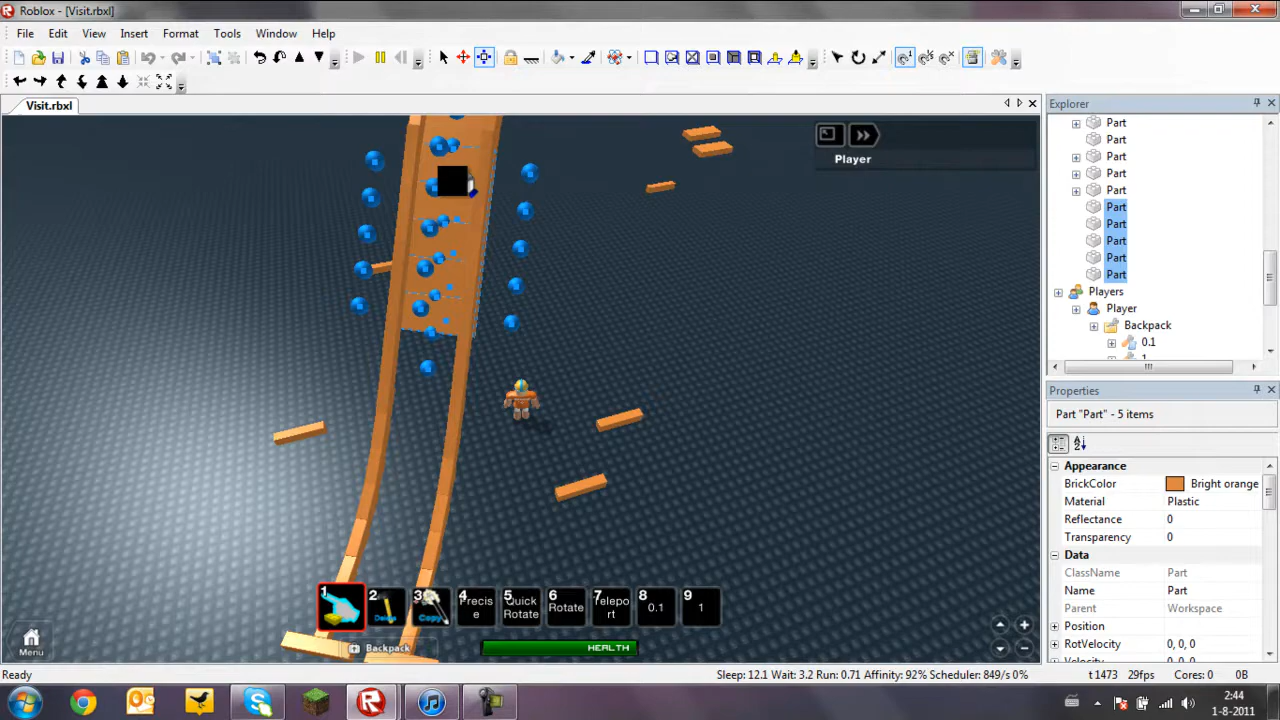 Roblox - [Visit.rbxl]
File Edit View Insert Format Tools Window Help
Visit.rbxl
Explorer
Part
Part
Part
Part
Part
Part
Part
Part
Part
Part
Players
Player
Backpack
0.1
Player
Properties
Part "Part" - 5 items
Appearance
BrickColor Bright orange
Material Plastic
Reflectance 0
Transparency 0
Data
ClassName Part
Name Part
Parent Workspace
Position
RotVelocity 0, 0, 0
1
2 Delete
3 Copy
4 Precis
e
5 Quick
Rotate
6 Rotate
7 Telepo
rt
8 0.1
9 1
Menu
Backpack
HEALTH
Ready
Sleep: 12.1 Wait: 3.2 Run: 0.71 Affinity: 92% Scheduler: 849/s 0%
t 1473 29fps Cores: 0 0B
2:44
1-8-2011